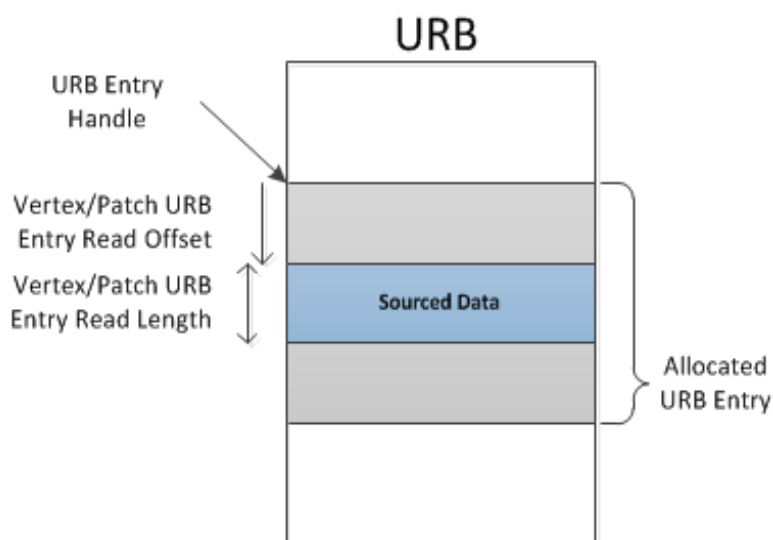 URB
URB Entry
Handle
Vertex/Patch URB
Entry Read Offset
Vertex/Patch URB
Entry Read Length
Sourced Data
Allocated
URB Entry